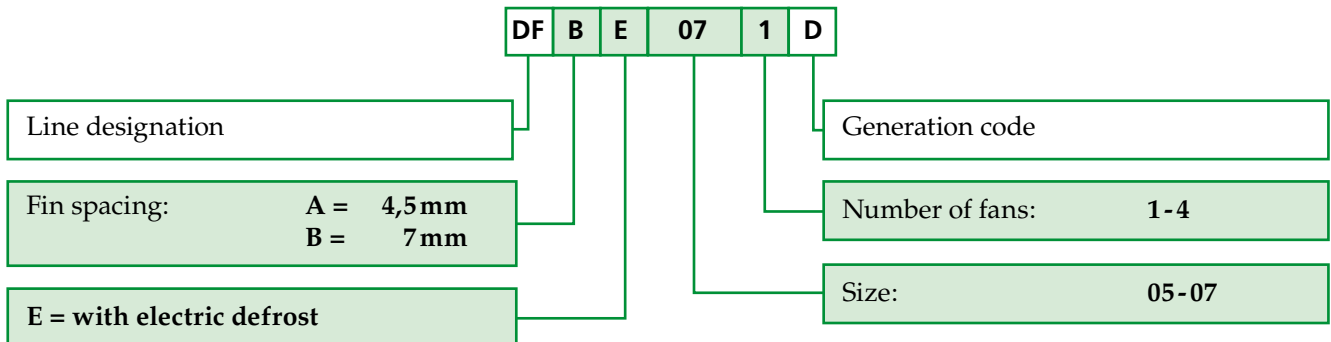 DF B E 07 1 D
Line designation
Generation code
Fin spacing: A = 4,5 mm
B = 7 mm
Number of fans: 1-4
E = with electric defrost
Size: 05-07